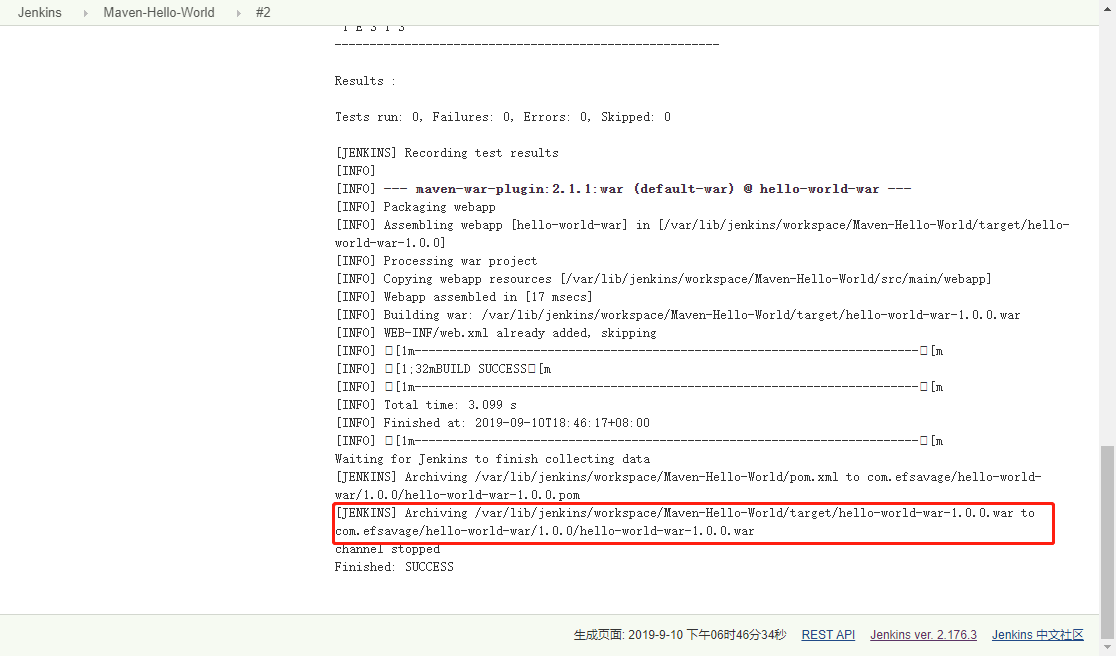 Jenkins Maven-Hello-World #2
T E S T S
-------------------------------------------------------
Results :
Tests run: 0, Failures: 0, Errors: 0, Skipped: 0
[JENKINS] Recording test results
[INFO]
[INFO] --- maven-war-plugin:2.1.1:war (default-war) @ hello-world-war ---
[INFO] Packaging webapp
[INFO] Assembling webapp [hello-world-war] in [/var/lib/jenkins/workspace/Maven-Hello-World/target/hello-
world-war-1.0.0]
[INFO] Processing war project
[INFO] Copying webapp resources [/var/lib/jenkins/workspace/Maven-Hello-World/src/main/webapp]
[INFO] Webapp assembled in [17 msecs]
[INFO] Building war: /var/lib/jenkins/workspace/Maven-Hello-World/target/hello-world-war-1.0.0.war
[INFO] WEB-INF/web.xml already added, skipping
[INFO] [1m------------------------------------------------------------------------[m
[INFO] [1;32mBUILD SUCCESS[m
[INFO] [1m------------------------------------------------------------------------[m
[INFO] Total time: 3.099 s
[INFO] Finished at: 2019-09-10T18:46:17+08:00
[INFO] [1m------------------------------------------------------------------------[m
Waiting for Jenkins to finish collecting data
[JENKINS] Archiving /var/lib/jenkins/workspace/Maven-Hello-World/pom.xml to com.efsavage/hello-world-
war/1.0.0/hello-world-war-1.0.0.pom
[JENKINS] Archiving /var/lib/jenkins/workspace/Maven-Hello-World/target/hello-world-war-1.0.0.war to
com.efsavage/hello-world-war/1.0.0/hello-world-war-1.0.0.war
channel stopped
Finished: SUCCESS
生成页面: 2019-9-10 下午06时46分34秒 REST API Jenkins ver. 2.176.3 Jenkins 中文社区